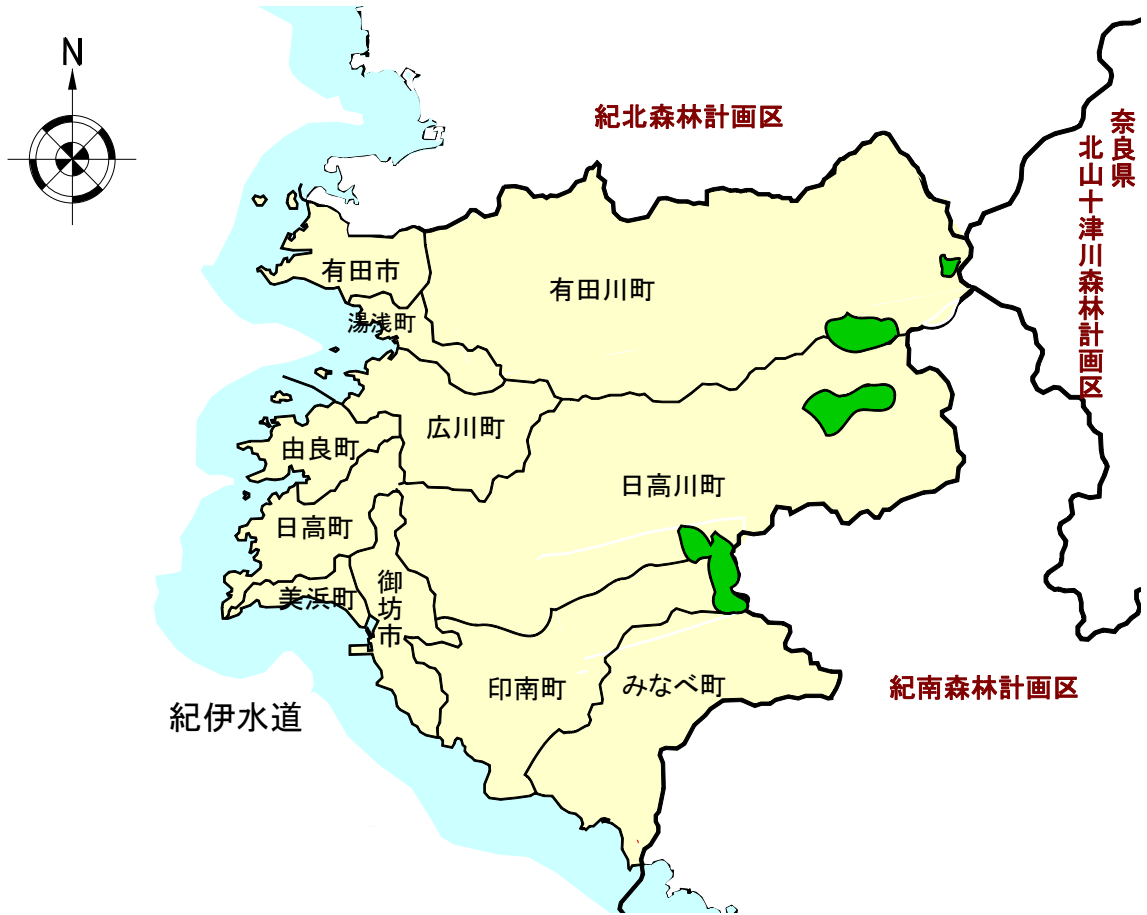 N
紀北森林計画区
奈良県
北山十津川森林計画区
有田市
有田川町
湯浅町
広川町
由良町
日高川町
日高町
御坊市
美浜町
印南町
みなべ町
紀南森林計画区
紀伊水道